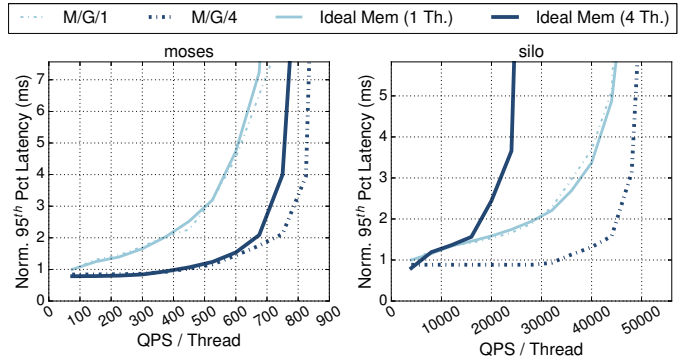 M/G/1 M/G/4 Ideal Mem (1 Th.) Ideal Mem (4 Th.)
moses
Norm. 95th Pct Latency (ms)
7
6
5
4
3
2
1
0
0 100 200 300 400 500 600 700 800 900
QPS / Thread
silo
Norm. 95th Pct Latency (ms)
5
4
3
2
1
0
10000 20000 30000 40000 50000
QPS / Thread